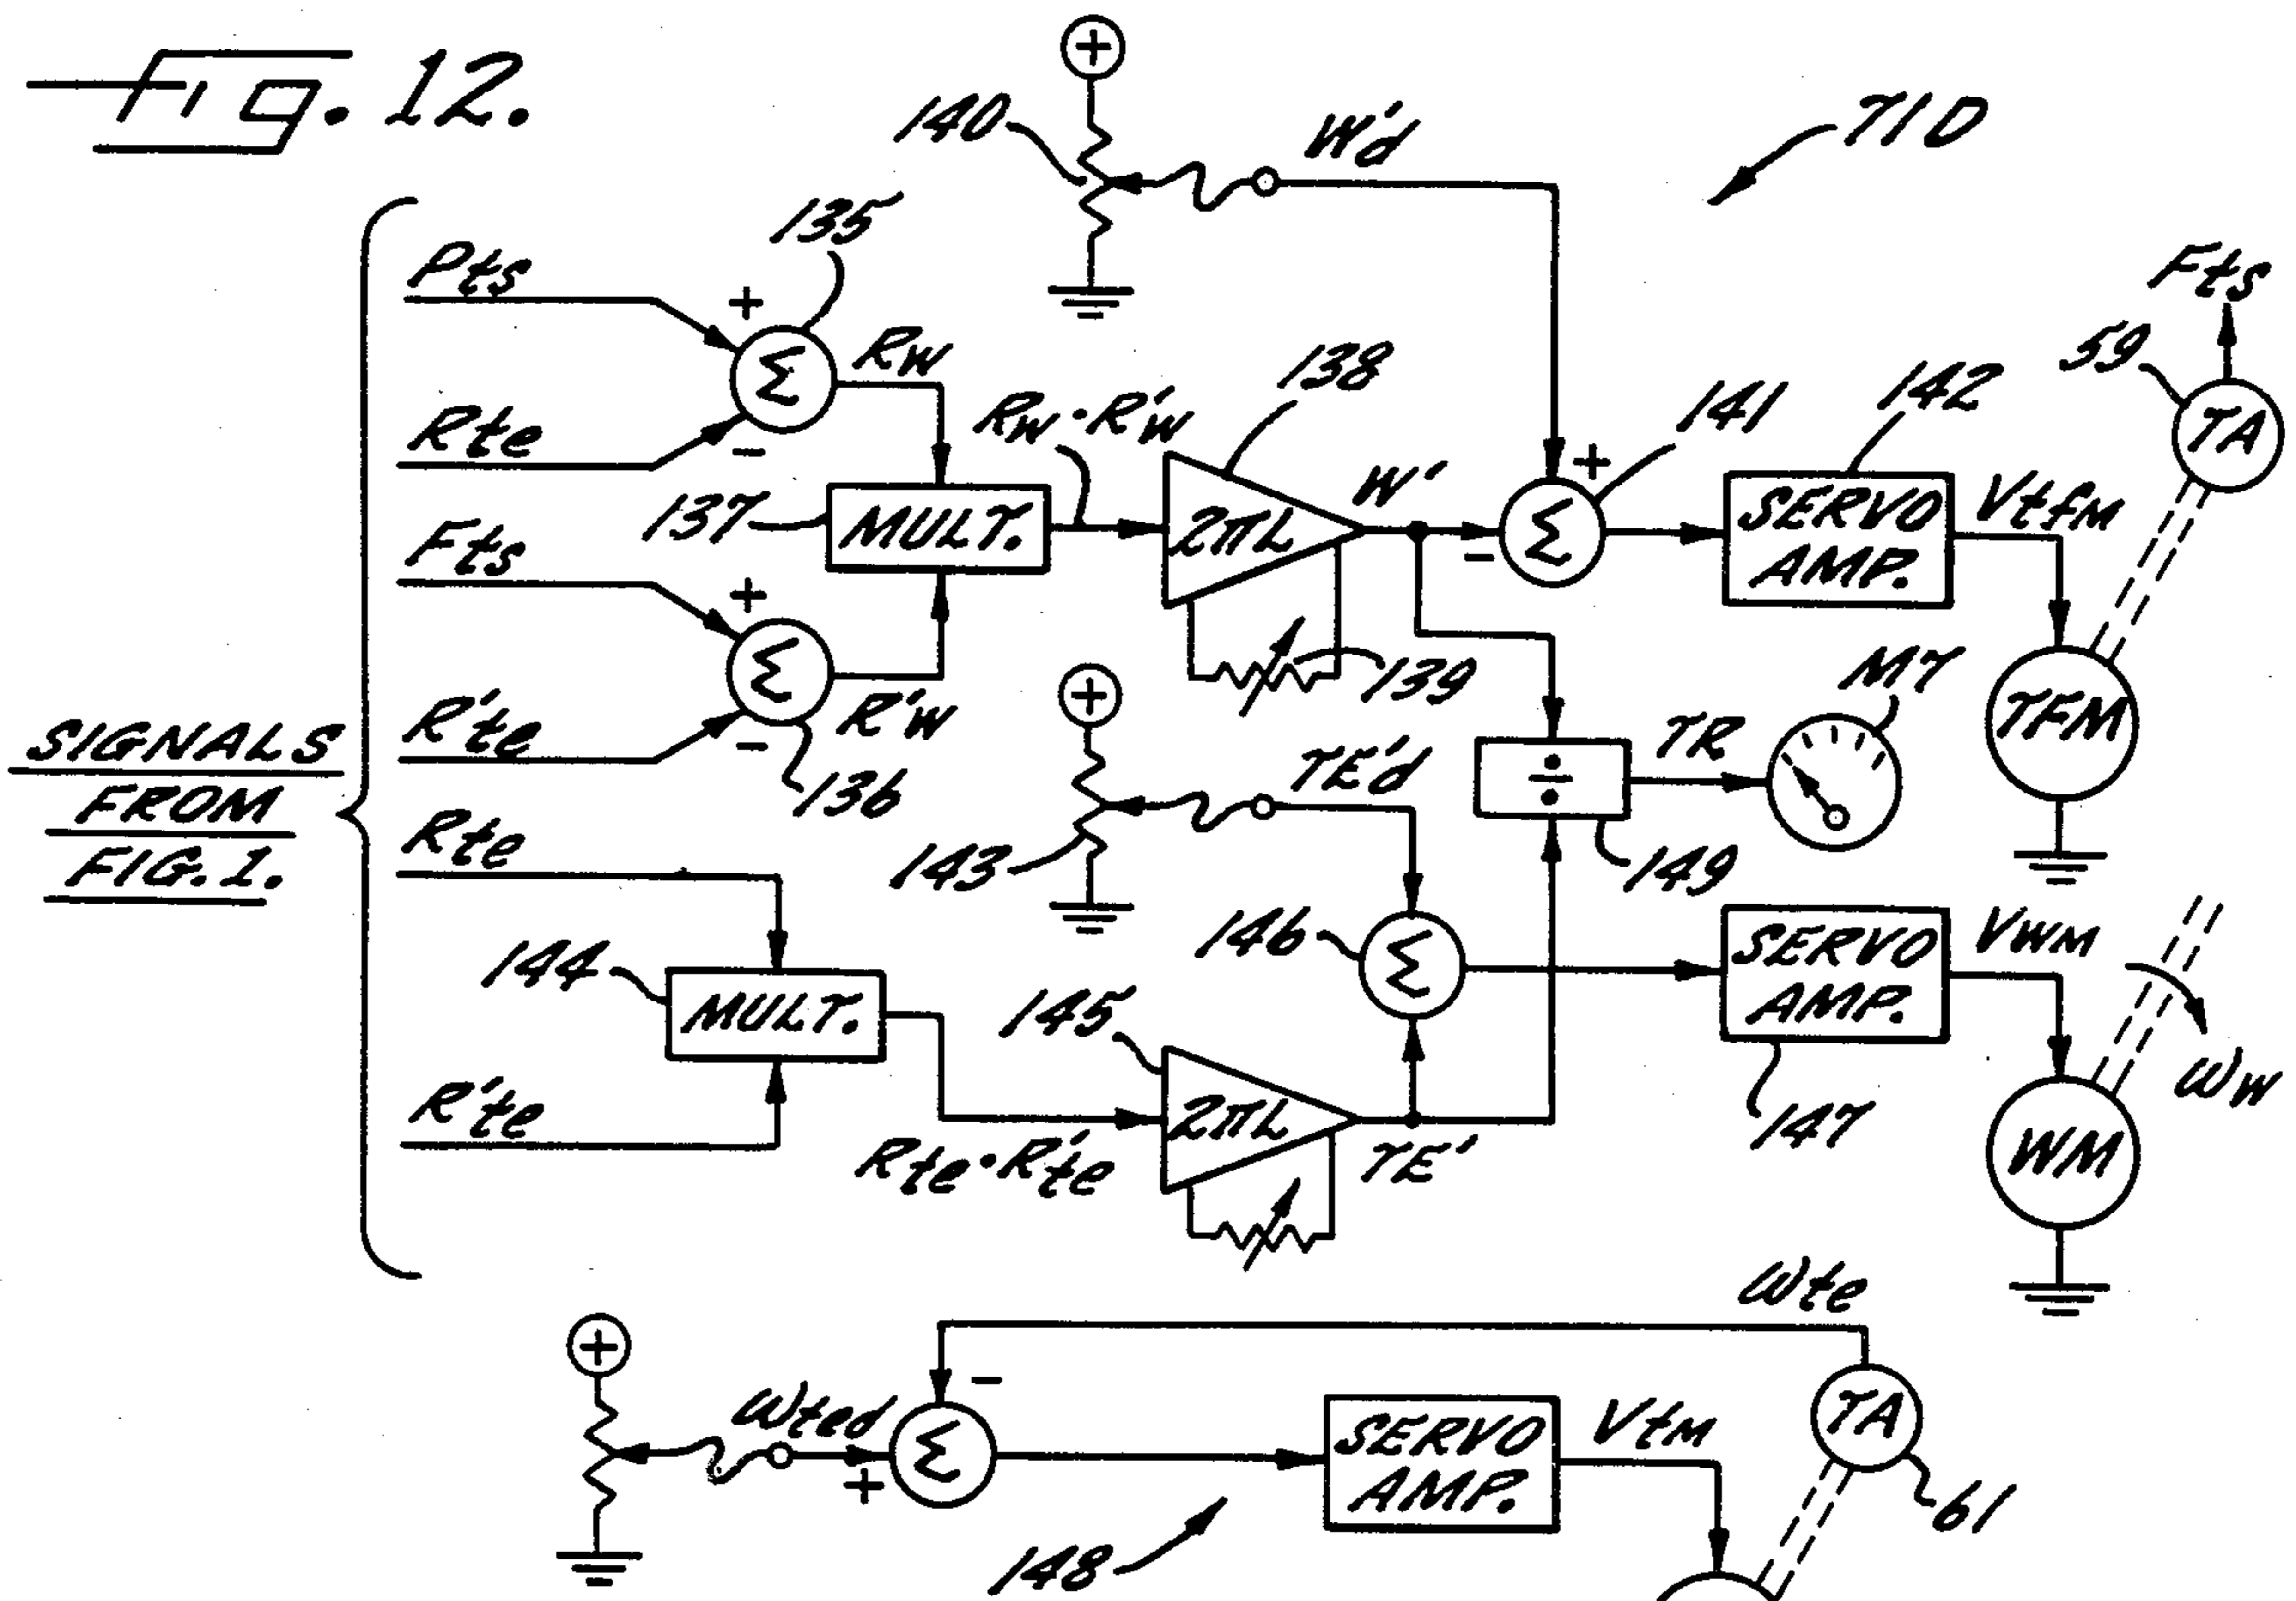 Fig. 12.
140
W'd
71D
135
Pts
+
Σ
Rw
Rte
-
138
Rw·R'w
141
142
Fts
59
TA
137
MULT.
2πL
W'
+
-
Σ
SERVO
AMP.
Vtfm
Fts
+
Σ
R'w
R'te
-
136
139
M7
TFM
SIGNALS
FROM
FIG. 1.
+
TE'd
143
÷
TR
149
Rte
144
MULT.
146
Σ
SERVO
AMP.
Vwm
ωw
147
WM
145
2πL
R'te
Rte·R'te
TE'
ωte
+
ωted
-
+
Σ
SERVO
AMP.
Vtm
TA
61
148